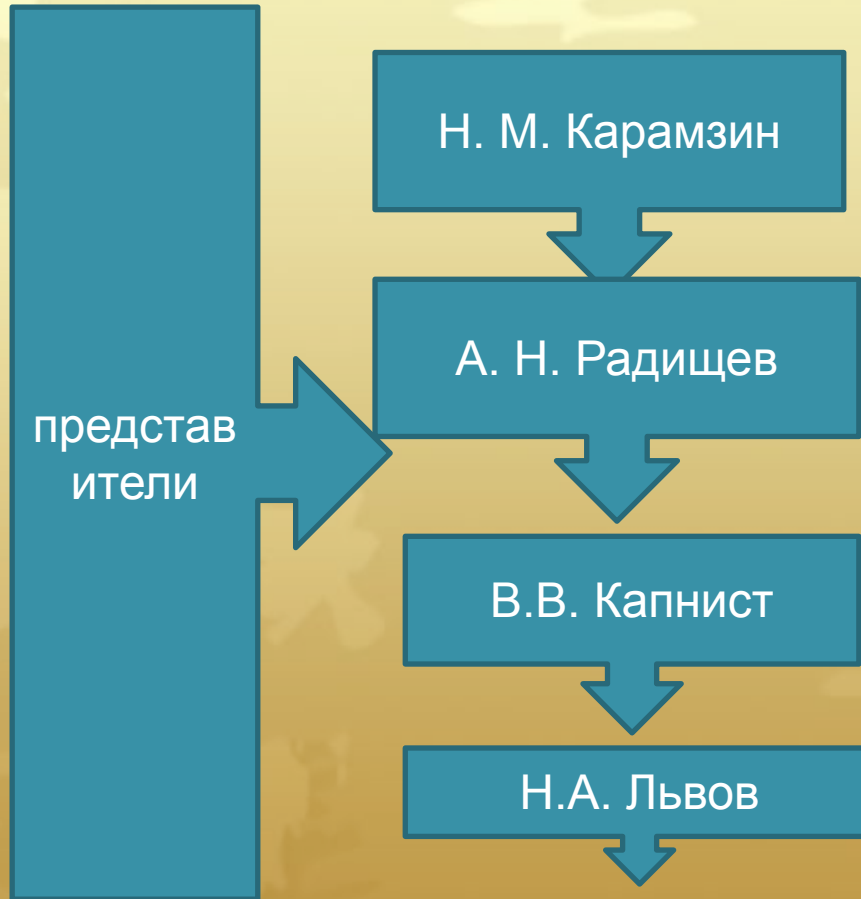 представ
ители
Н. М. Карамзин
А. Н. Радищев
В.В. Капнист
Н.А. Львов